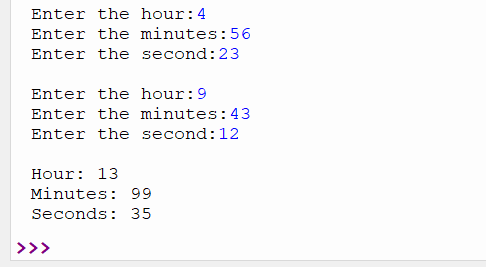 Enter the hour:4
Enter the minutes:56
Enter the second:23
Enter the hour:9
Enter the minutes:43
Enter the second:12
Hour: 13
Minutes: 99
Seconds: 35
>>>